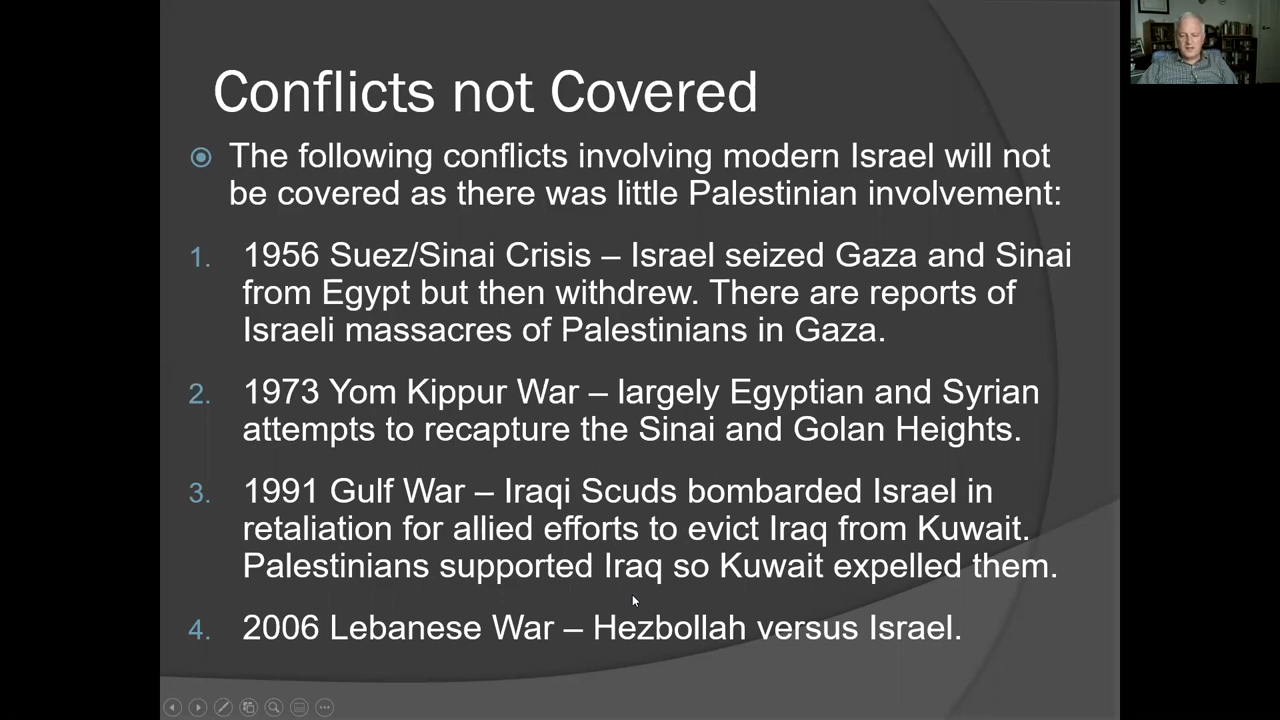 Conflicts not Covered
The following conflicts involving modern Israel will not
be covered as there was little Palestinian involvement:
1. 1956 Suez/Sinai Crisis – Israel seized Gaza and Sinai
from Egypt but then withdrew. There are reports of
Israeli massacres of Palestinians in Gaza.
2. 1973 Yom Kippur War – largely Egyptian and Syrian
attempts to recapture the Sinai and Golan Heights.
3. 1991 Gulf War – Iraqi Scuds bombarded Israel in
retaliation for allied efforts to evict Iraq from Kuwait.
Palestinians supported Iraq so Kuwait expelled them.
4. 2006 Lebanese War – Hezbollah versus Israel.